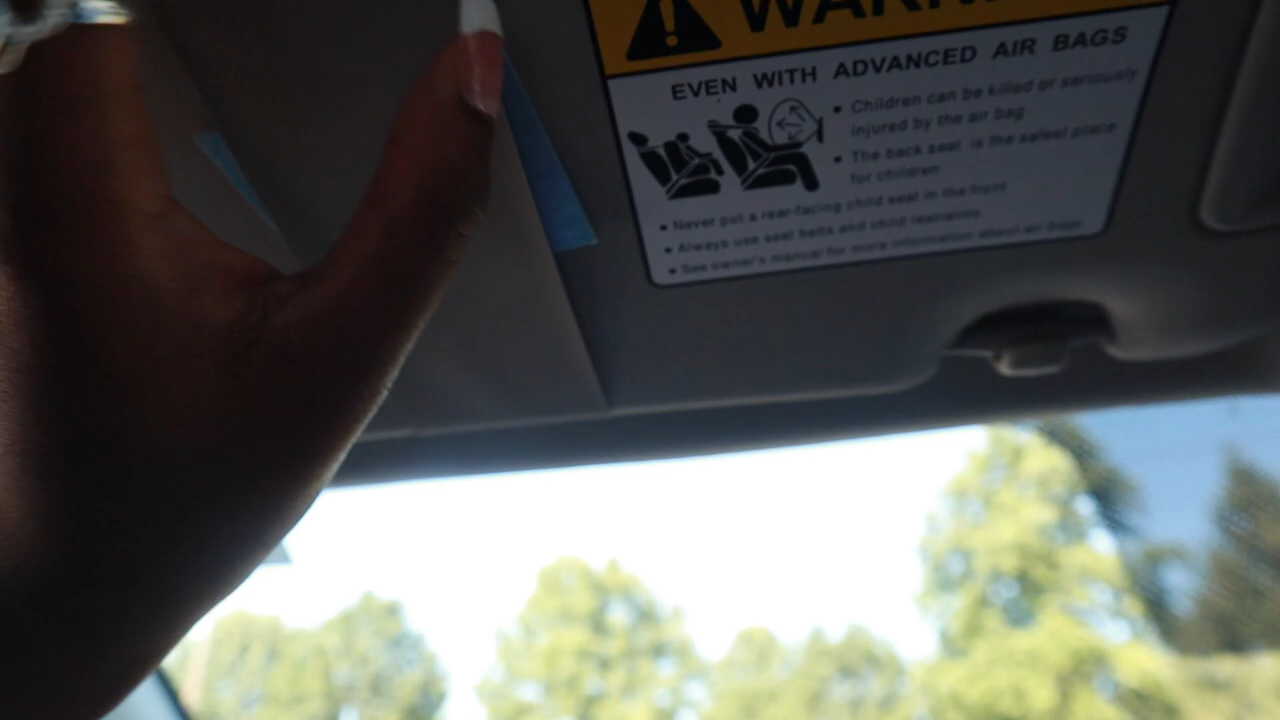 WARNI
EVEN WITH ADVANCED AIR BAGS
• Children can be killed or seriously
injured by the air bag
• The back seat is the safest place
for children
• Never put a rear-facing child seat in the front
• Always use seat belts and child restraints
• See owner's manual for more information about air bags